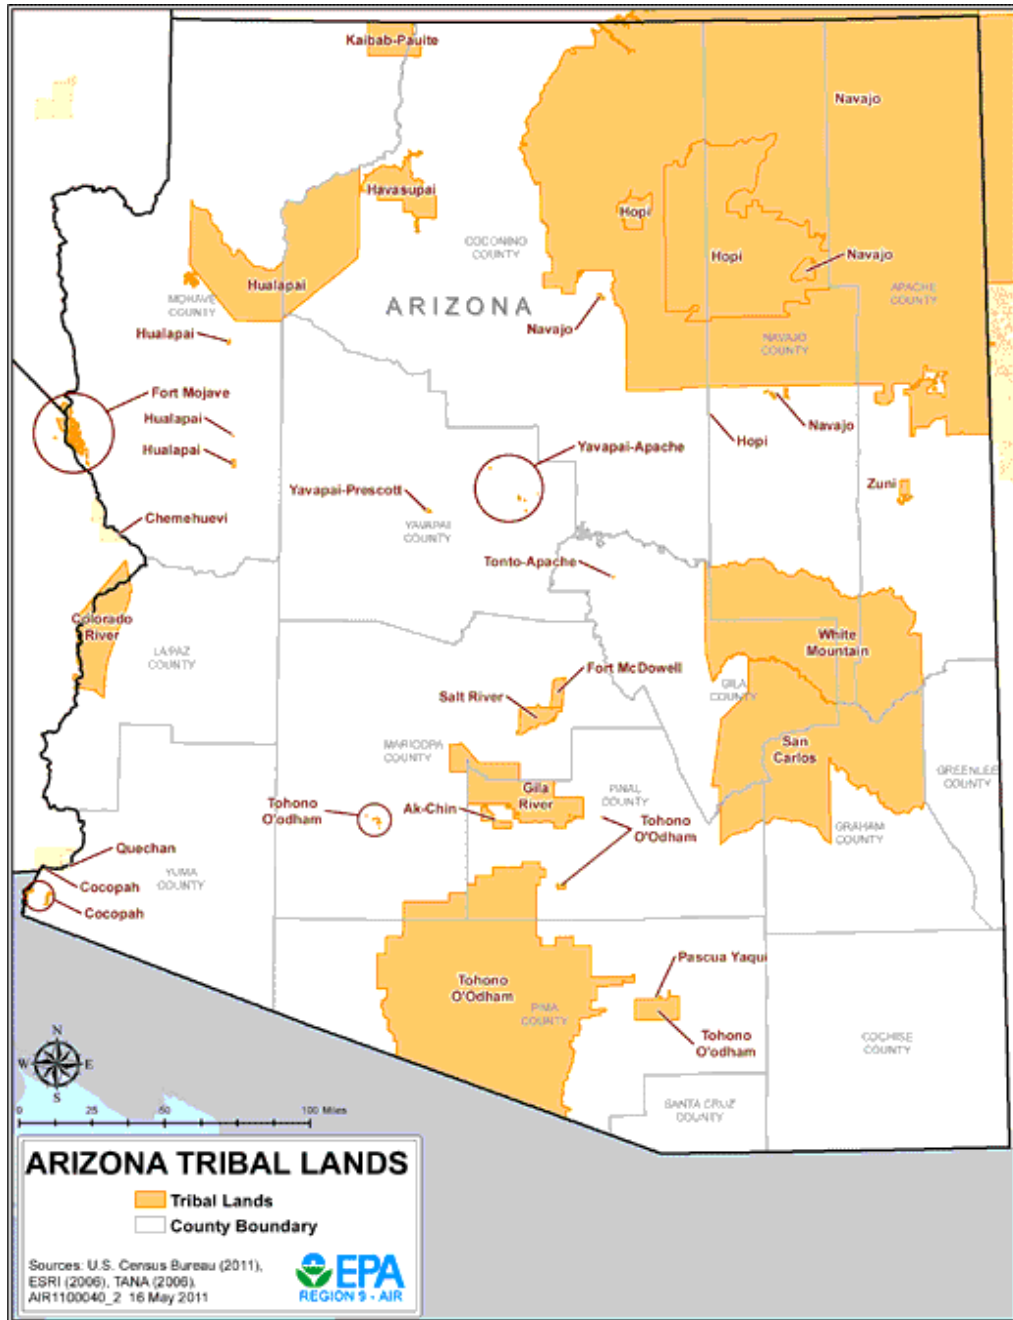 Kaibab-Pauite
Navajo
Havasupai
Hopi
COCONINO
COUNTY
Hopi
Navajo
Hualapai
APACHE
COUNTY
MOHAVE
COUNTY
ARIZONA
Navajo
Hualapai
NAVAJO
COUNTY
Fort Mojave
Hualapai
Navajo
Hopi
Hualapai
Yavapai-Apache
Zuni
Yavapai-Prescott
Chemehuevi
YAVAPAI
COUNTY
Tonto-Apache
Colorado
River
White
Mountain
LA PAZ
COUNTY
Fort McDowell
GILA
COUNTY
Salt River
San
Carlos
MARIOPA
COUNTY
GREENLEE
COUNTY
Gila
River
PINAL
COUNTY
Tohono
O'odham
Ak-Chin
Tohono
O'Odham
GRAHAM
COUNTY
Quechan
YUMA
COUNTY
Cocopah
Cocopah
Pascua Yaqui
Tohono
O'Odham
PIMA
COUNTY
Tohono
O'odham
COCHISE
COUNTY
SANTA CRUZ
COUNTY
N
W E
S
0 25 50 100 Miles
ARIZONA TRIBAL LANDS
Tribal Lands
County Boundary
Sources: U.S. Census Bureau (2011),
ESRI (2006), TANA (2006).
AIR1100040_2 16 May 2011
EPA
REGION 9 - AIR